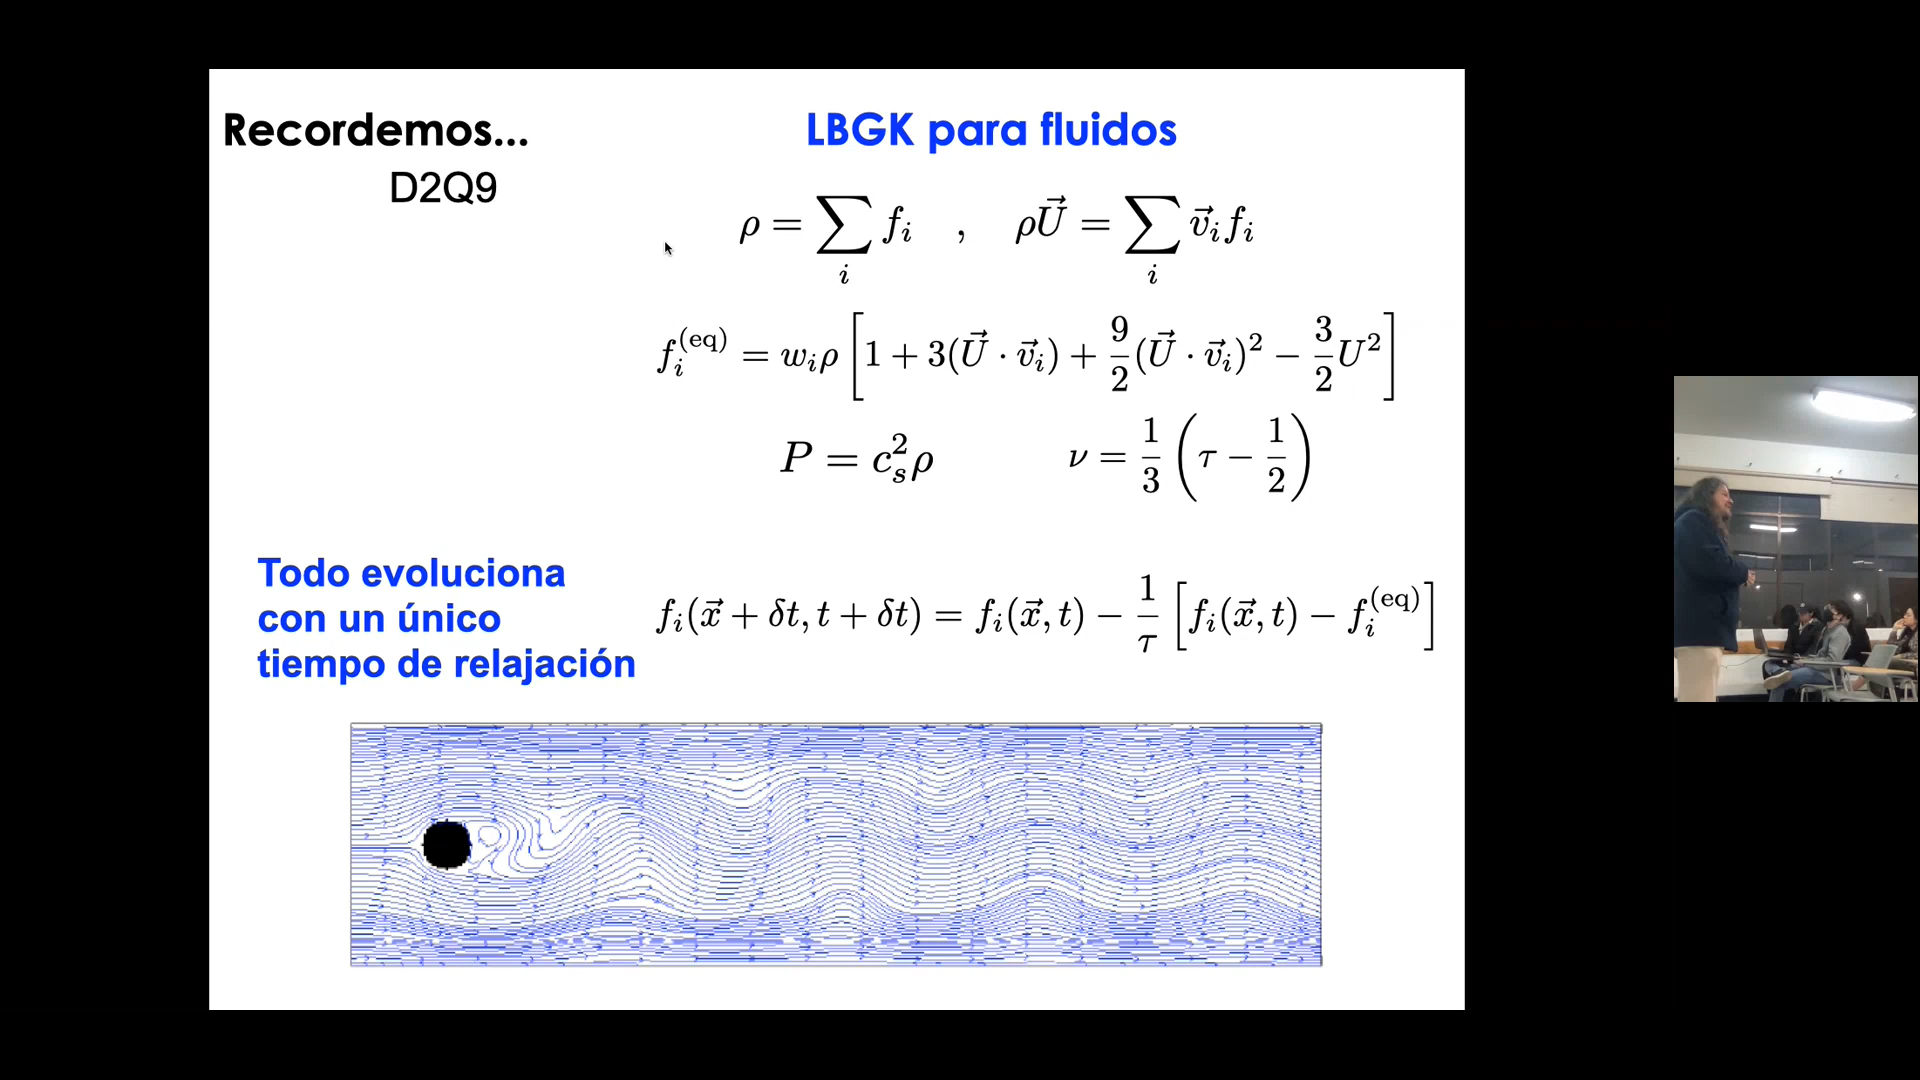 Recordemos...
LBGK para fluidos
D2Q9
ρ = ∑_i f_i , ρU⃗ = ∑_i v⃗_i f_i
f_i^(eq) = w_i ρ [1 + 3(U⃗ · v⃗_i) + 9/2 (U⃗ · v⃗_i)² − 3/2 U²]
P = c_s² ρ
ν = 1/3 (τ − 1/2)
Todo evoluciona
con un único
tiempo de relajación
f_i(x⃗ + δt, t + δt) = f_i(x⃗, t) − 1/τ [f_i(x⃗, t) − f_i^(eq)]